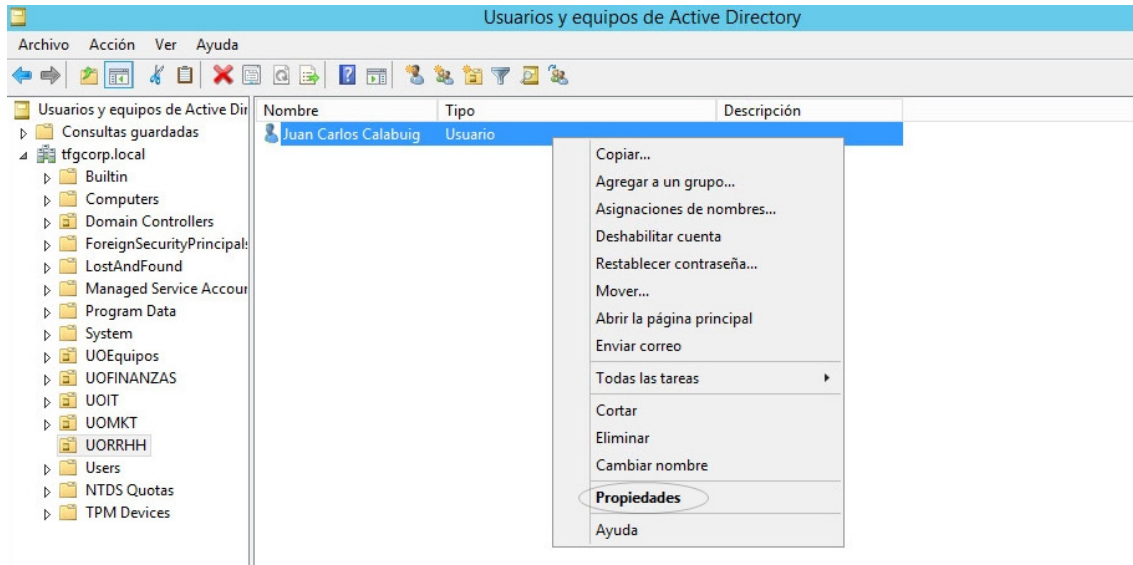 Usuarios y equipos de Active Directory
Archivo Acción Ver Ayuda
Usuarios y equipos de Active Dir
Consultas guardadas
tfgcorp.local
Builtin
Computers
Domain Controllers
ForeignSecurityPrincipals
LostAndFound
Managed Service Accour
Program Data
System
UOEquipos
UOFINANZAS
UOIT
UOMKT
UORRHH
Users
NTDS Quotas
TPM Devices
Nombre Tipo Descripción
Juan Carlos Calabuig Usuario
Copiar...
Agregar a un grupo...
Asignaciones de nombres...
Deshabilitar cuenta
Restablecer contraseña...
Mover...
Abrir la página principal
Enviar correo
Todas las tareas
Cortar
Eliminar
Cambiar nombre
Propiedades
Ayuda